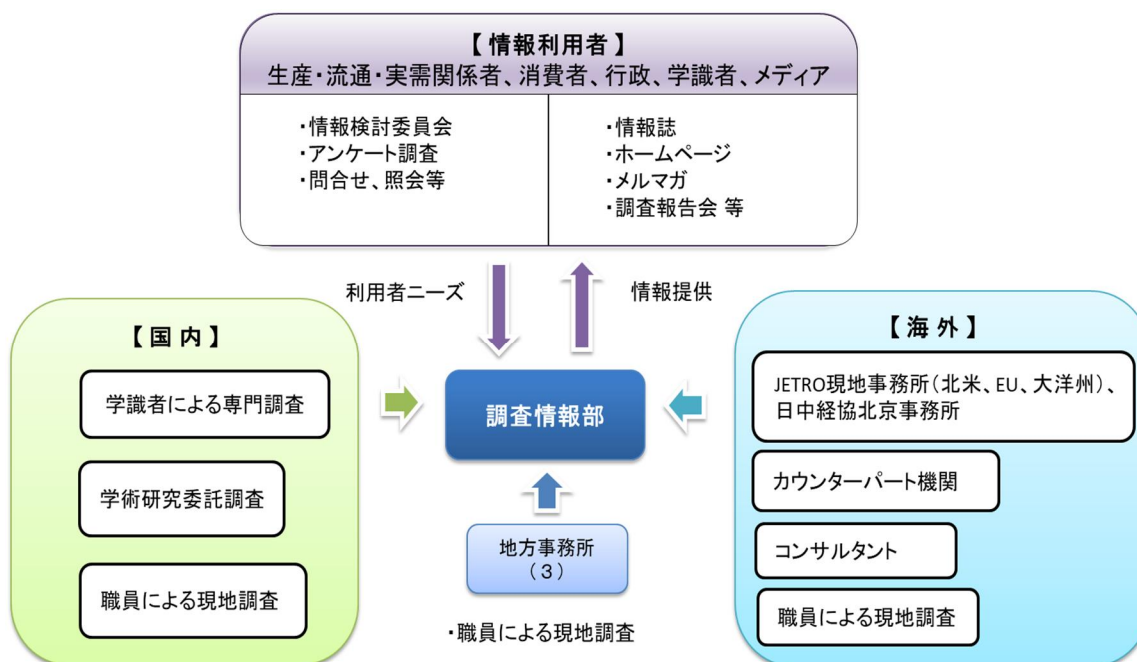 【 情報利用者 】
生産・流通・実需関係者、消費者、行政、学識者、メディア
・情報検討委員会
・アンケート調査
・問合せ、照会等
・情報誌
・ホームページ
・メルマガ
・調査報告会 等
利用者ニーズ
情報提供
【 国 内 】
学識者による専門調査
学術研究委託調査
職員による現地調査
調査情報部
地方事務所
（３）
・職員による現地調査
【 海 外 】
JETRO現地事務所（北米、EU、大洋州）、
日中経協北京事務所
カウンターパート機関
コンサルタント
職員による現地調査